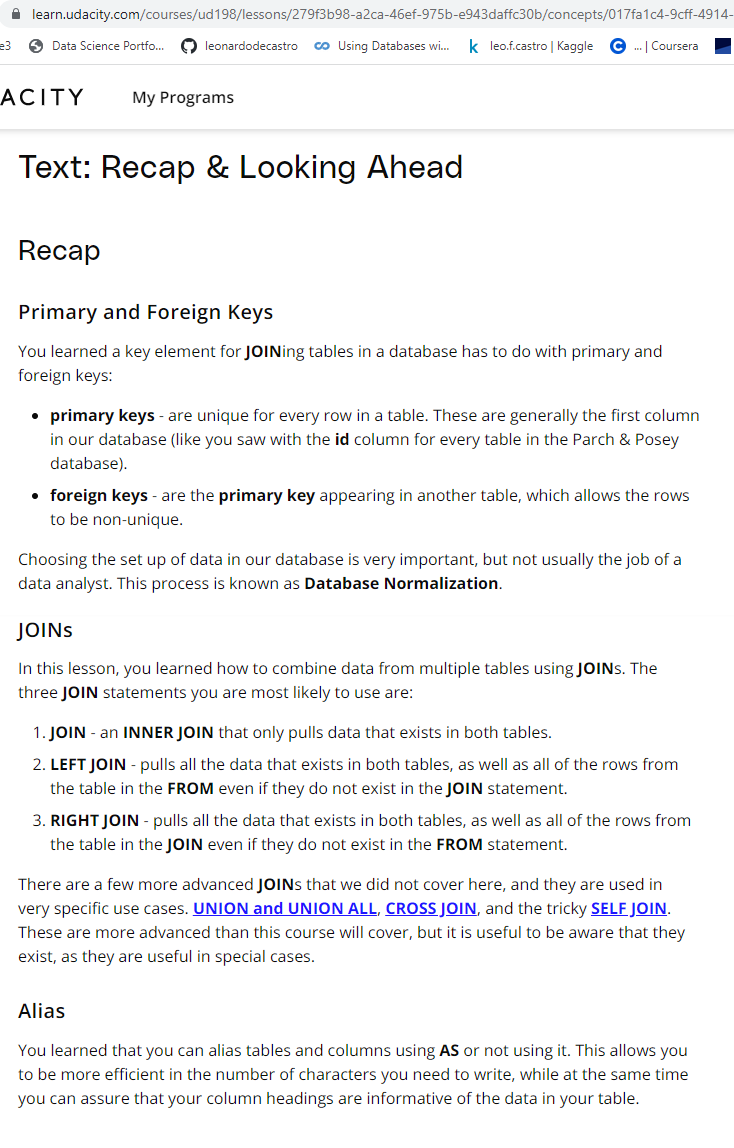 learn.udacity.com/courses/ud198/lessons/279f3b98-a2ca-46ef-975b-e943daffc30b/concepts/017fa1c4-9cff-4914-
e3 Data Science Portfo... leonardodecastro Using Databases wi... leo.f.castro | Kaggle ... | Coursera
ACITY My Programs
Text: Recap & Looking Ahead
Recap
Primary and Foreign Keys
You learned a key element for JOINing tables in a database has to do with primary and
foreign keys:
• primary keys - are unique for every row in a table. These are generally the first column
in our database (like you saw with the id column for every table in the Parch & Posey
database).
• foreign keys - are the primary key appearing in another table, which allows the rows
to be non-unique.
Choosing the set up of data in our database is very important, but not usually the job of a
data analyst. This process is known as Database Normalization.
JOINs
In this lesson, you learned how to combine data from multiple tables using JOINs. The
three JOIN statements you are most likely to use are:
1. JOIN - an INNER JOIN that only pulls data that exists in both tables.
2. LEFT JOIN - pulls all the data that exists in both tables, as well as all of the rows from
the table in the FROM even if they do not exist in the JOIN statement.
3. RIGHT JOIN - pulls all the data that exists in both tables, as well as all of the rows from
the table in the JOIN even if they do not exist in the FROM statement.
There are a few more advanced JOINs that we did not cover here, and they are used in
very specific use cases. UNION and UNION ALL, CROSS JOIN, and the tricky SELF JOIN.
These are more advanced than this course will cover, but it is useful to be aware that they
exist, as they are useful in special cases.
Alias
You learned that you can alias tables and columns using AS or not using it. This allows you
to be more efficient in the number of characters you need to write, while at the same time
you can assure that your column headings are informative of the data in your table.